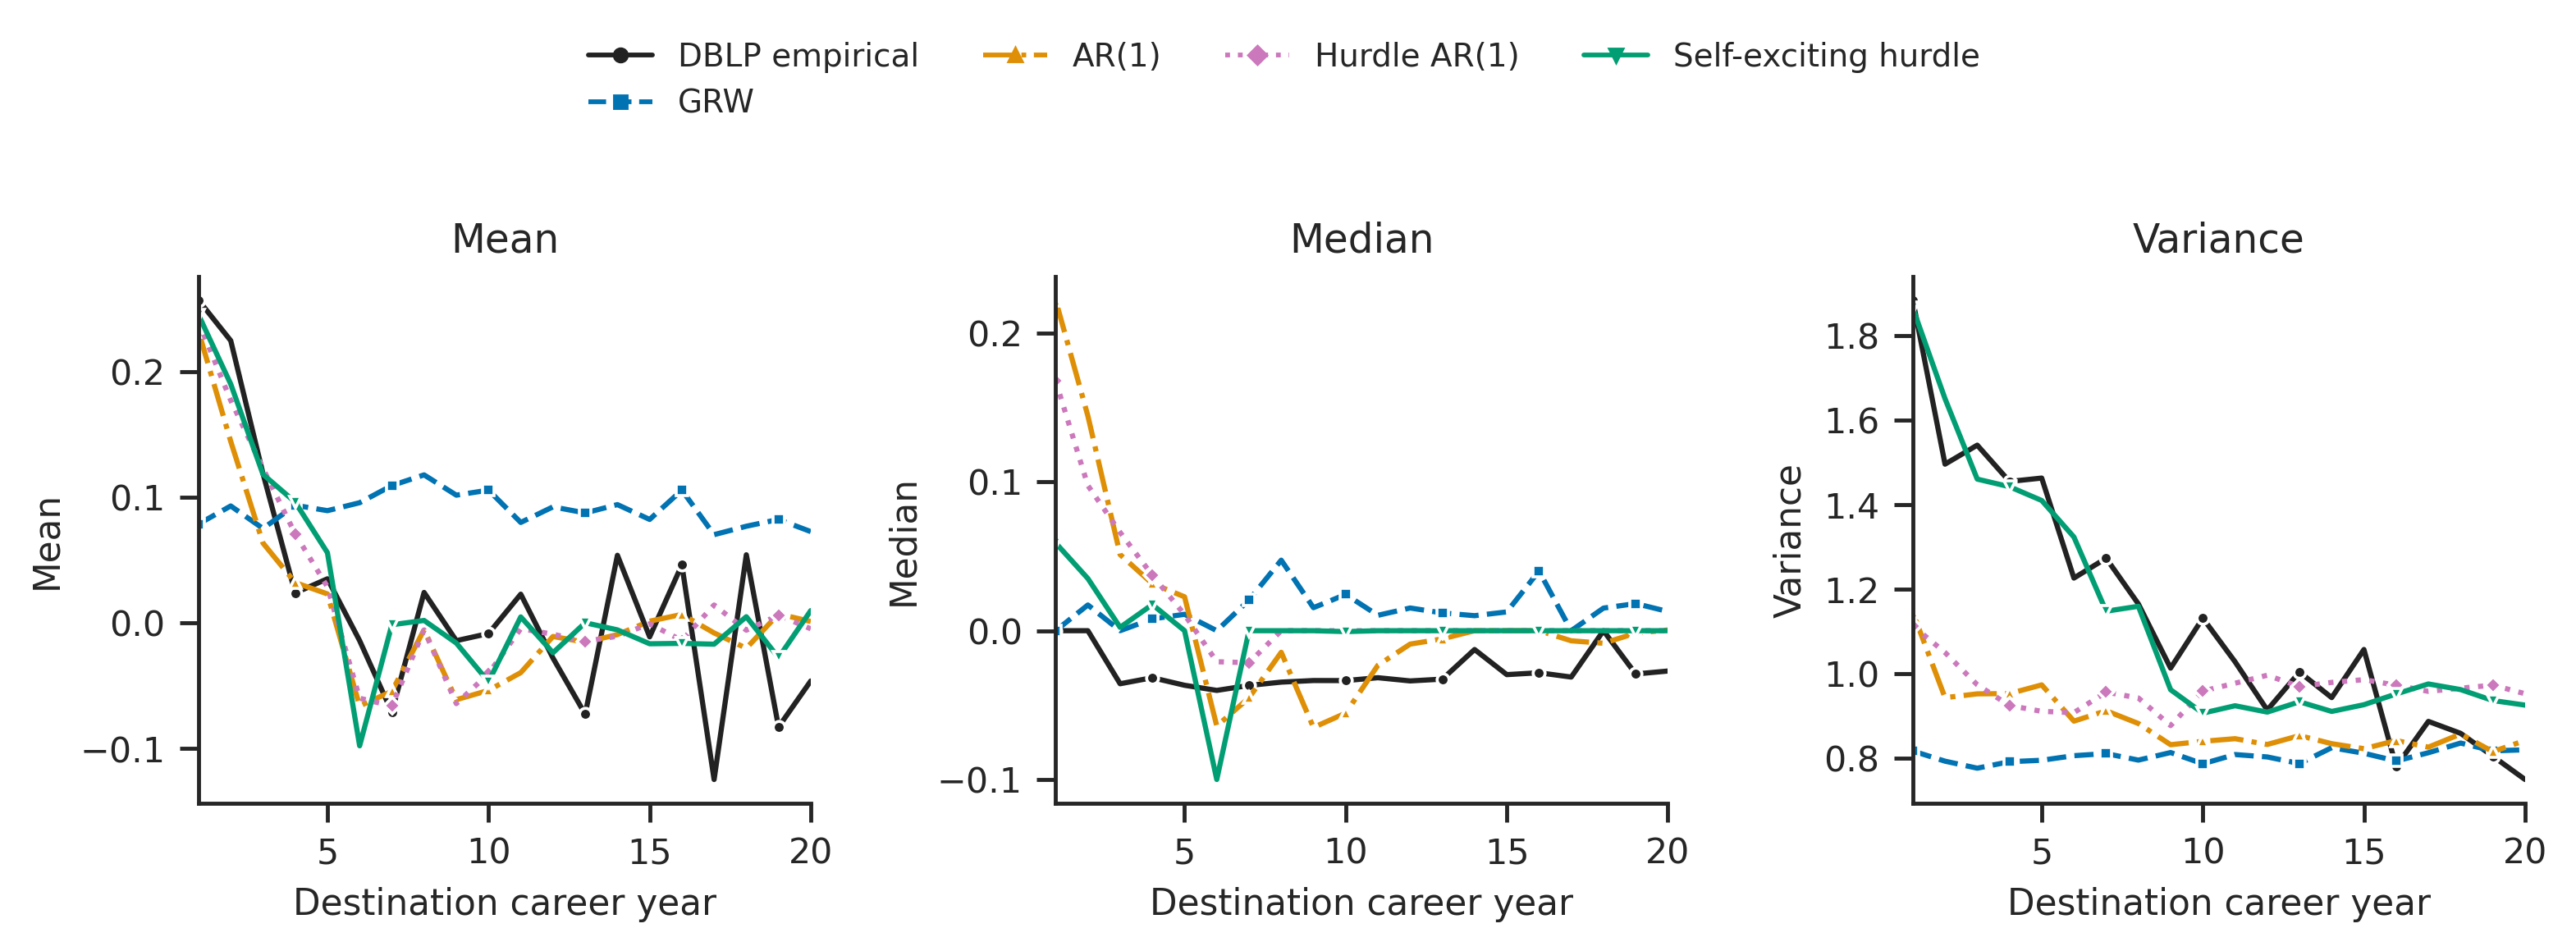 DBLP empirical
GRW
AR(1)
Hurdle AR(1)
Self-exciting hurdle
Mean
Mean
0.2
0.1
0.0
−0.1
5 10 15 20
Destination career year
Median
Median
0.2
0.1
0.0
−0.1
5 10 15 20
Destination career year
Variance
Variance
1.8
1.6
1.4
1.2
1.0
0.8
5 10 15 20
Destination career year